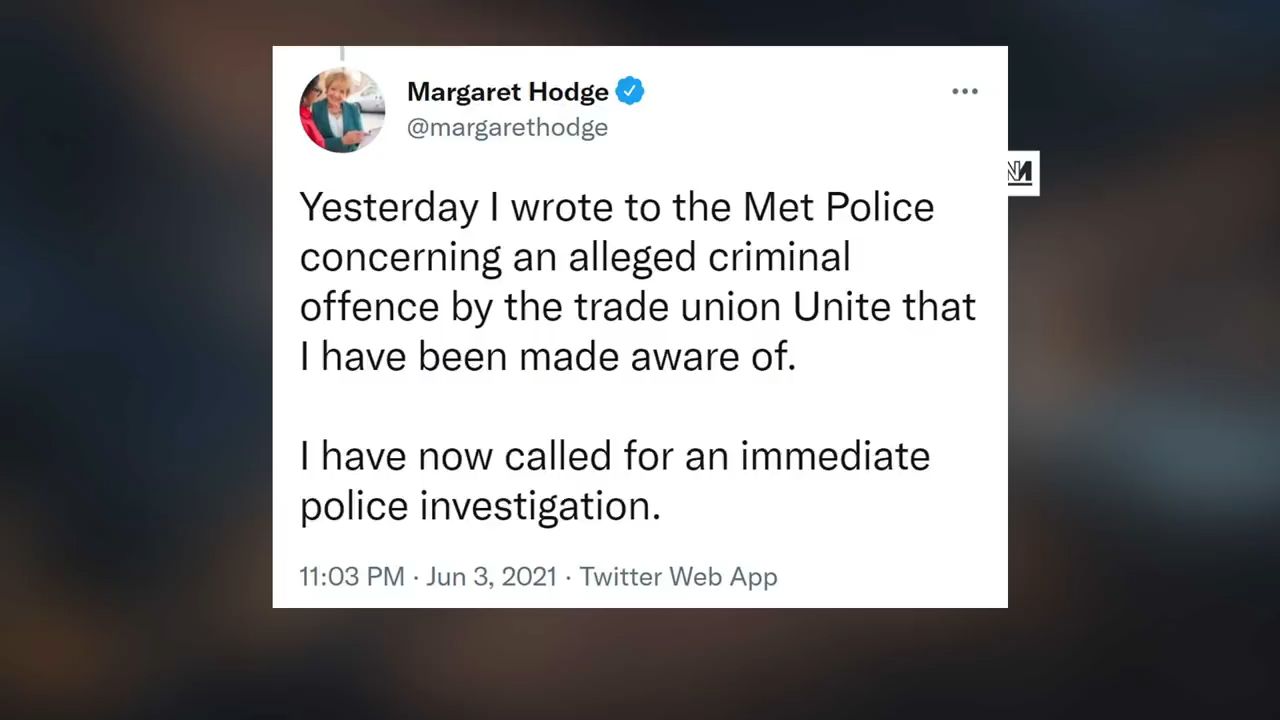 Margaret Hodge
@margarethodge
Yesterday I wrote to the Met Police
concerning an alleged criminal
offence by the trade union Unite that
I have been made aware of.
I have now called for an immediate
police investigation.
11:03 PM · Jun 3, 2021 · Twitter Web App